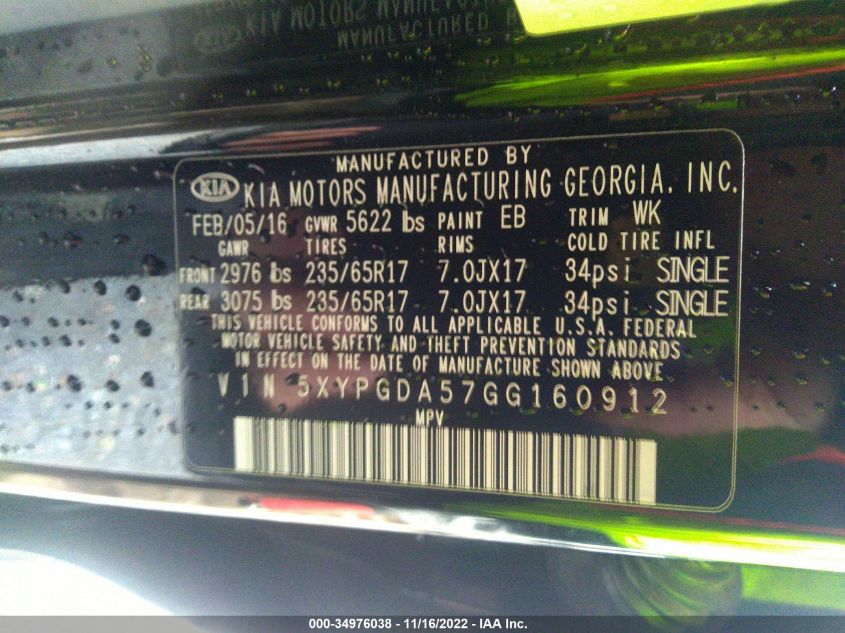 MANUFACTURED BY
KIA KIA MOTORS MANUFACTURING GEORGIA. INC.
FEB/05/16 GVWR 5622 lbs PAINT EB TRIM WK
GAWR TIRES RIMS COLD TIRE INFL
FRONT 2976 lbs 235/65R17 7.0JX17 34psi SINGLE
REAR 3075 lbs 235/65R17 7.0JX17 34psi SINGLE
THIS VEHICLE CONFORMS TO ALL APPLICABLE U.S.A. FEDERAL
MOTOR VEHICLE SAFETY AND THEFT PREVENTION STANDARDS
IN EFFECT ON THE DATE OF MANUFACTURE SHOWN ABOVE
VIN 5XYPGDA57GG160912
MPV
000-34976038 - 11/16/2022 - IAA Inc.